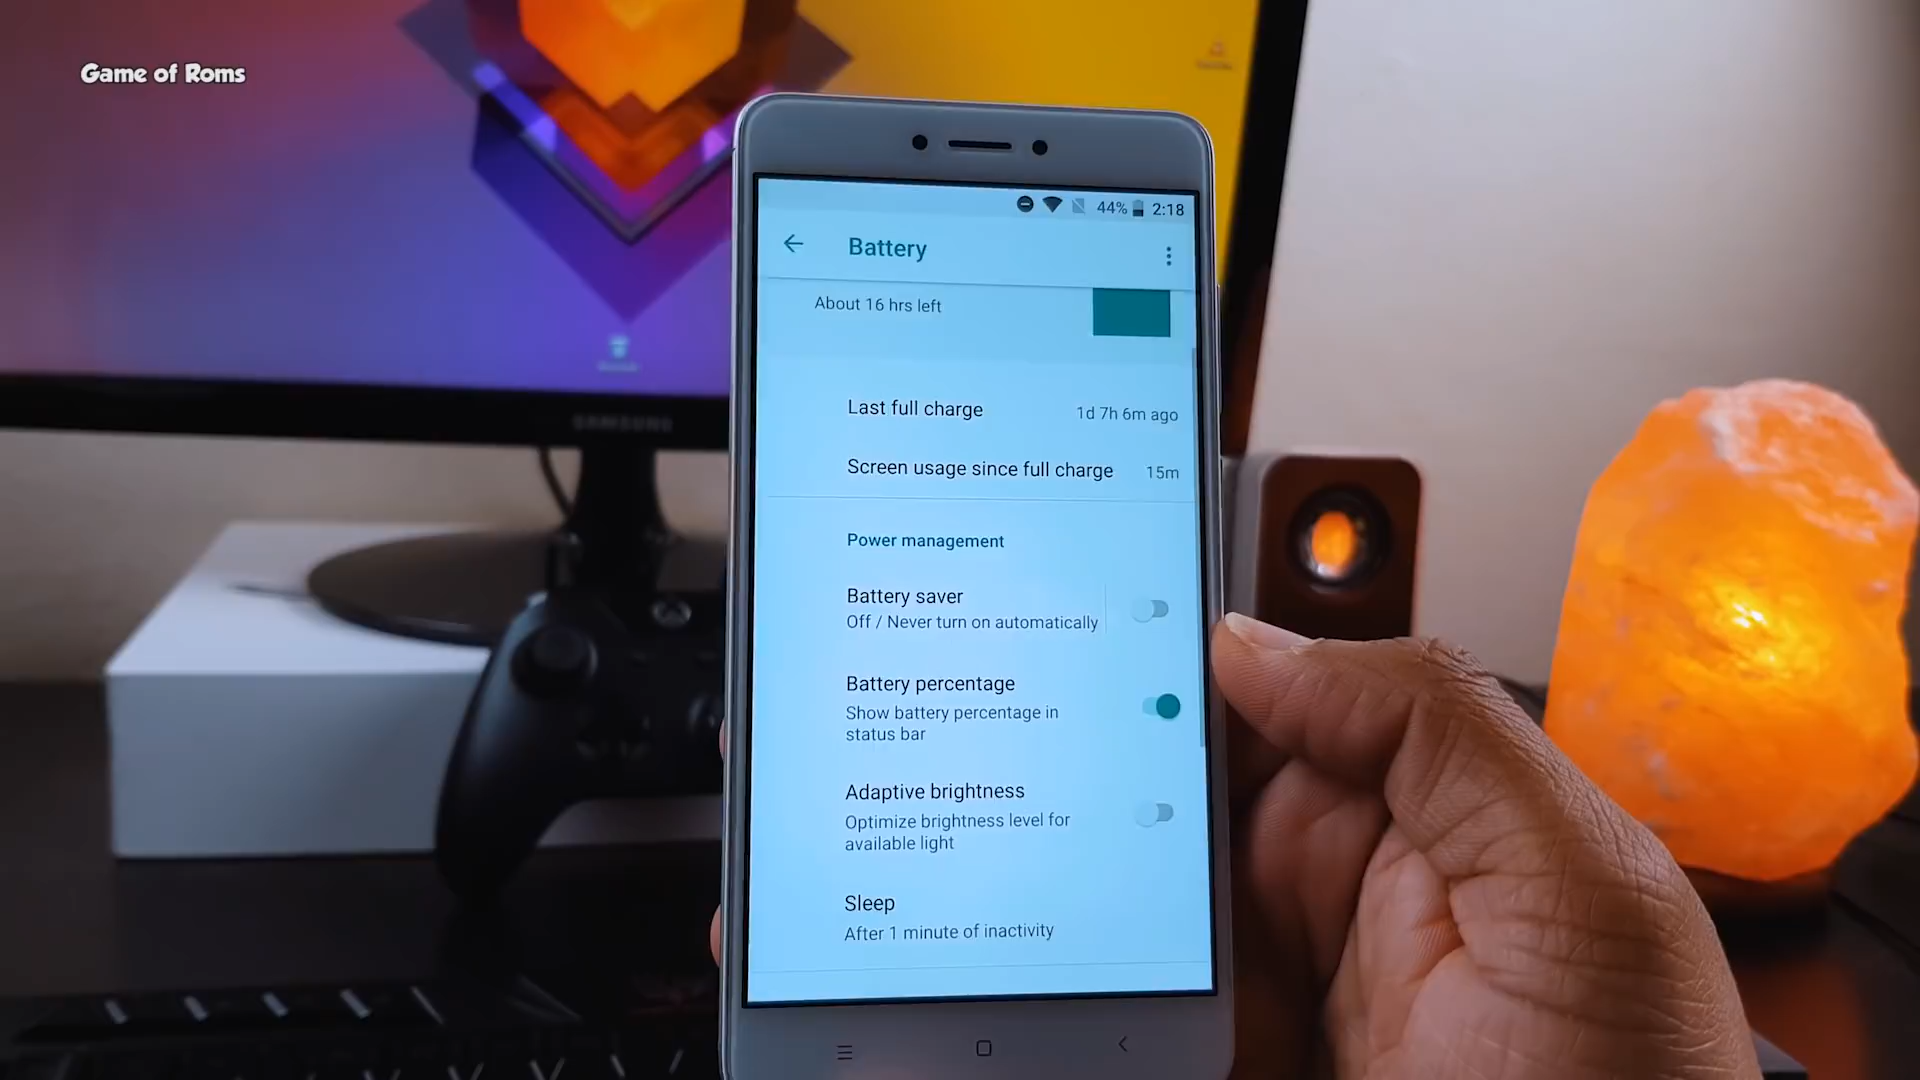 Game of Roms
44% 2:18
Battery
About 16 hrs left
Last full charge 1d 7h 6m ago
Screen usage since full charge 15m
Power management
Battery saver
Off / Never turn on automatically
Battery percentage
Show battery percentage in
status bar
Adaptive brightness
Optimize brightness level for
available light
Sleep
After 1 minute of inactivity
SAMSUNG